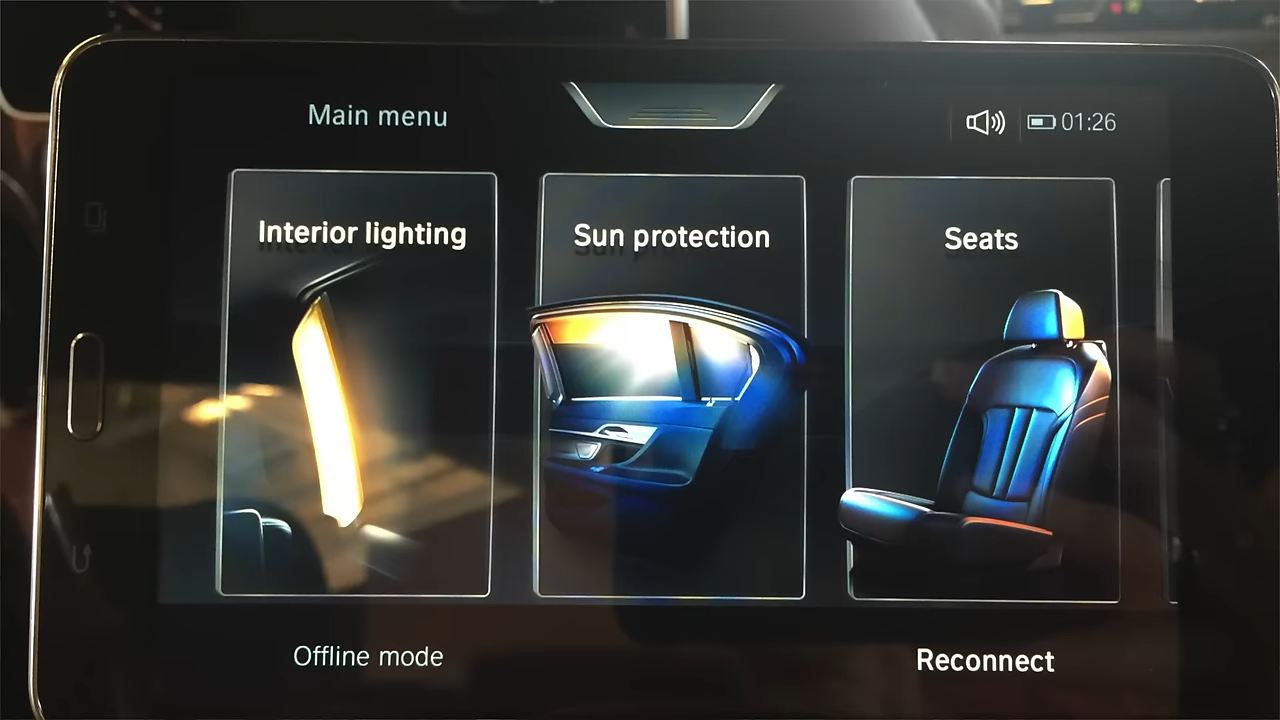 Main menu
01:26
Interior lighting
Sun protection
Seats
Offline mode
Reconnect